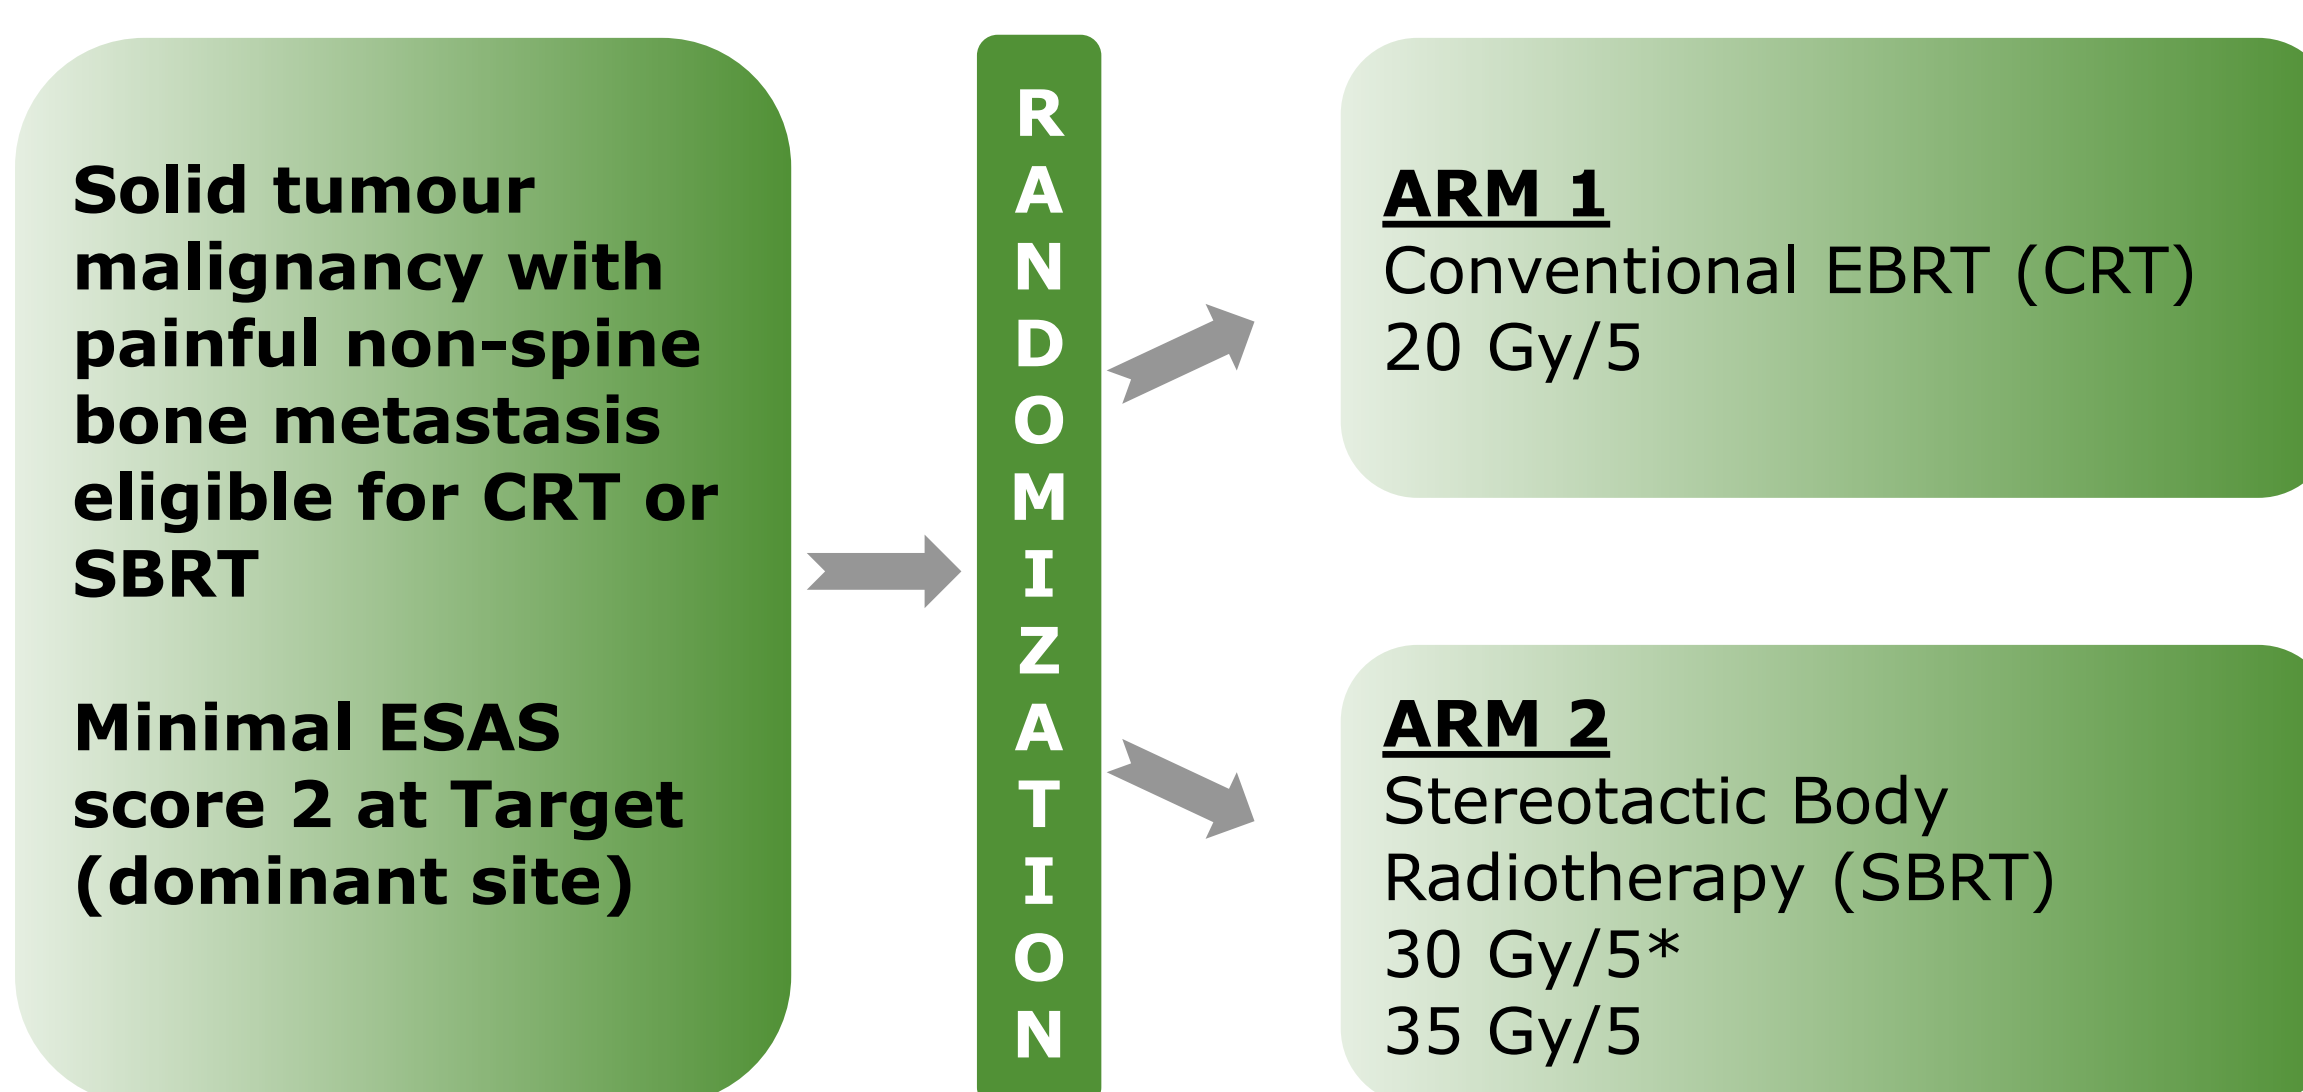 Solid tumour
malignancy with
painful non-spine
bone metastasis
eligible for CRT or
SBRT
Minimal ESAS
score 2 at Target
(dominant site)
RANDOMIZATION
ARM 1
Conventional EBRT (CRT)
20 Gy/5
ARM 2
Stereotactic Body
Radiotherapy (SBRT)
30 Gy/5*
35 Gy/5